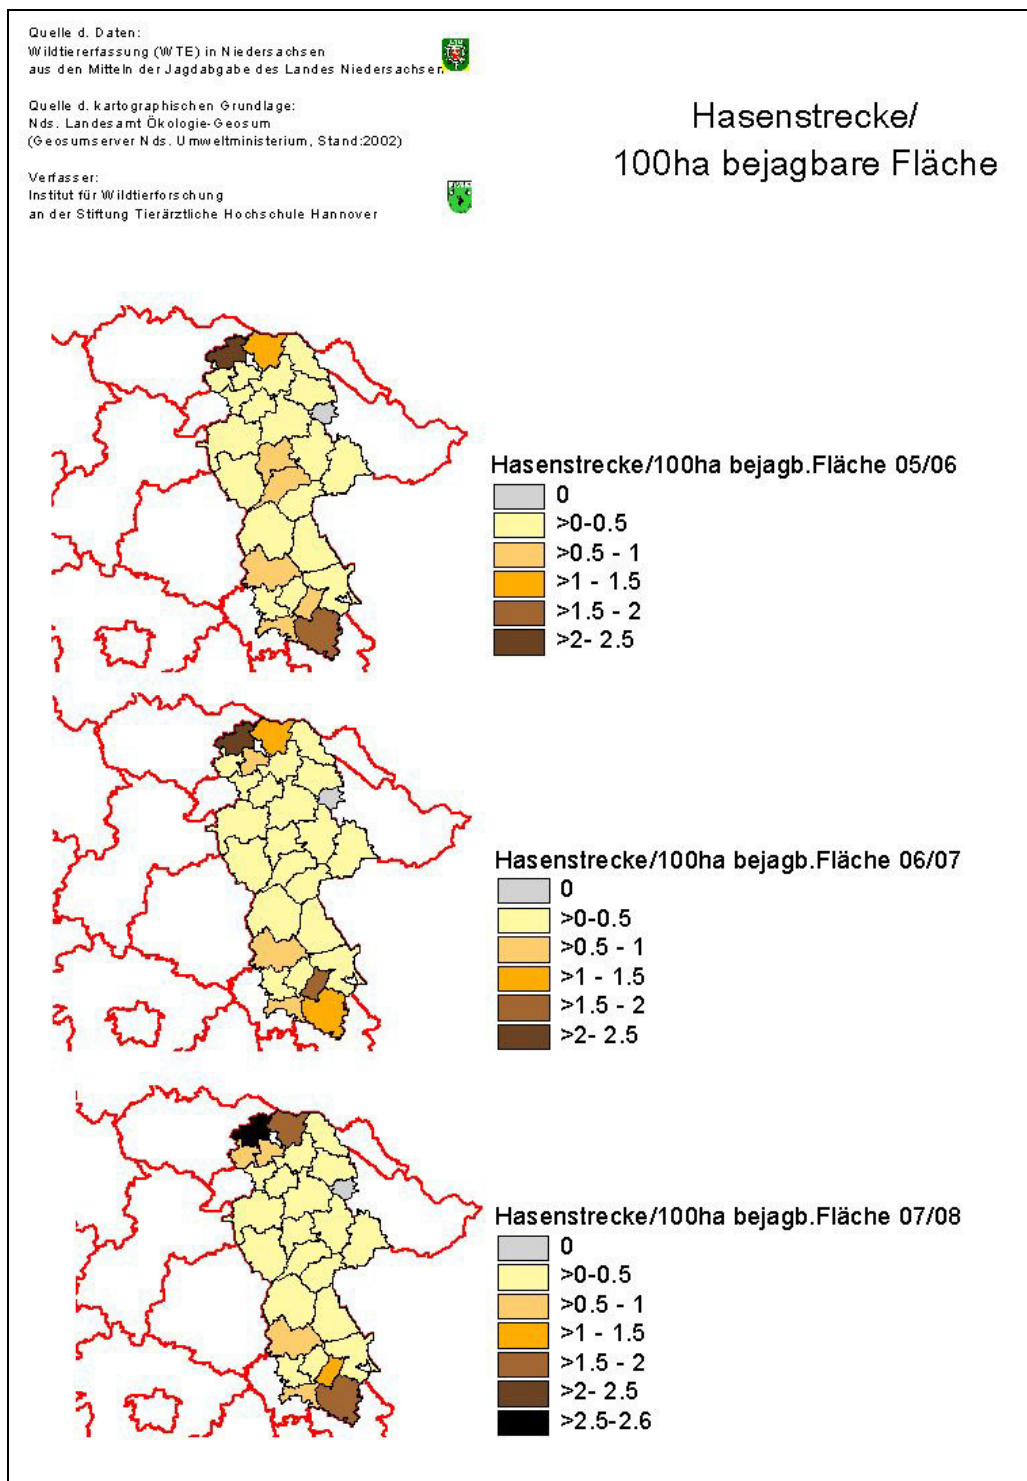 Quelle d. Daten:
Wildtiererfassung (WTE) in Niedersachsen
aus den Mitteln der Jagdabgabe des Landes Niedersachsen
Quelle d. kartographischen Grundlage:
Nds. Landesamt Ökologie-Geosum
(Geosumserver Nds. Umweltministerium, Stand:2002)
Verfasser:
Institut für Wildtierforschung
an der Stiftung Tierärztliche Hochschule Hannover
Hasenstrecke/
100ha bejagbare Fläche
Hasenstrecke/100ha bejagb.Fläche 05/06
0
>0-0.5
>0.5 - 1
>1 - 1.5
>1.5 - 2
>2- 2.5
Hasenstrecke/100ha bejagb.Fläche 06/07
0
>0-0.5
>0.5 - 1
>1 - 1.5
>1.5 - 2
>2- 2.5
Hasenstrecke/100ha bejagb.Fläche 07/08
0
>0-0.5
>0.5 - 1
>1 - 1.5
>1.5 - 2
>2- 2.5
>2.5-2.6